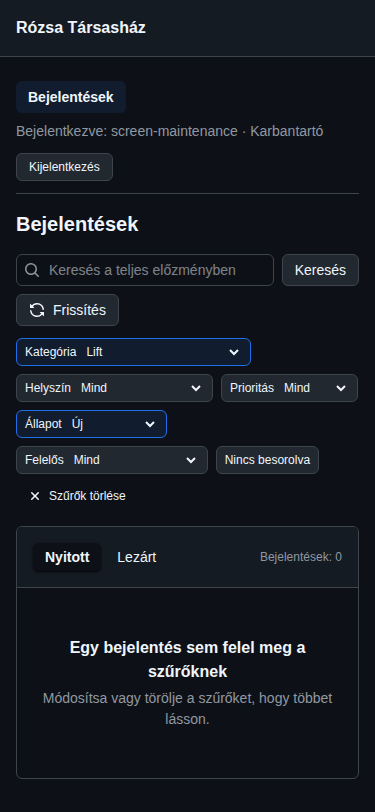 Rózsa Társasház
Bejelentések
Bejelentkezve: screen-maintenance · Karbantartó
Kijelentkezés
Bejelentések
Keresés a teljes előzményben
Keresés
Frissítés
Kategória Lift
Helyszín Mind
Prioritás Mind
Állapot Új
Felelős Mind
Nincs besorolva
Szűrők törlése
Nyitott
Lezárt
Bejelentések: 0
Egy bejelentés sem felel meg a
szűrőknek
Módosítsa vagy törölje a szűrőket, hogy többet
lásson.